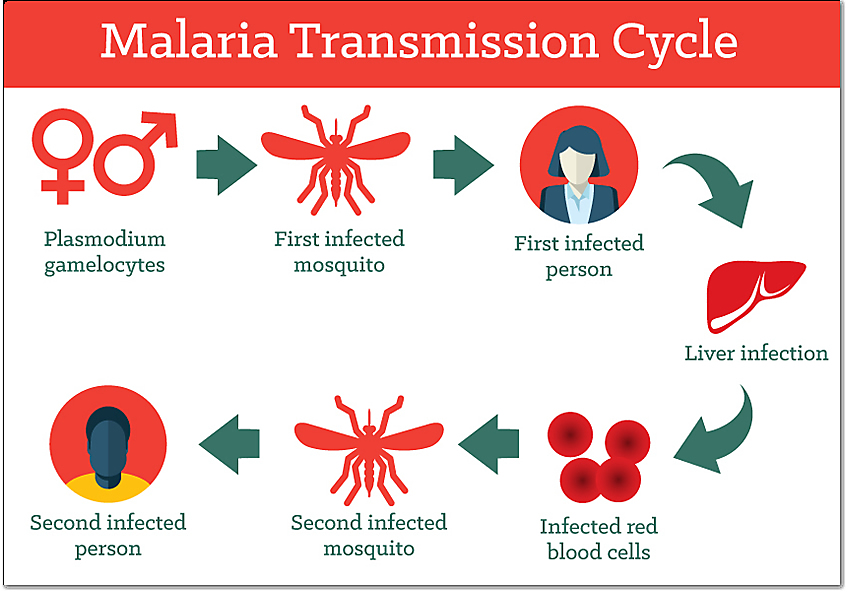 Malaria Transmission Cycle
Plasmodium
gamelocytes
First infected
mosquito
First infected
person
Liver infection
Infected red
blood cells
Second infected
mosquito
Second infected
person